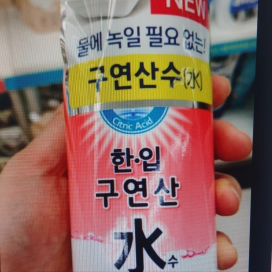 NEW
물에 녹일 필요 없는!
구연산수(水)
Citric Acid
한·입
구연산
水수